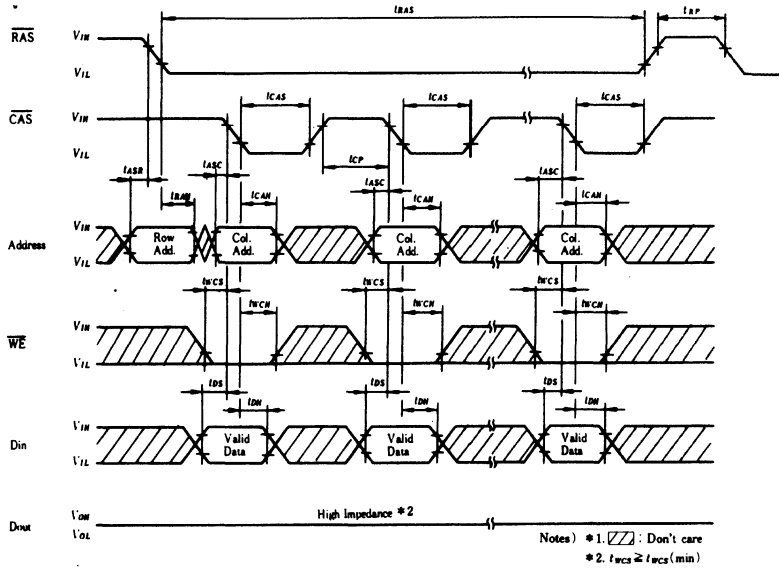 tRAS
tRP
RAS
VIH
VIL
CAS
VIH
VIL
tCAS tCAS tCAS
tCP
tASR tRAH tASC tCAH tASC tCAH tASC tCAH
Address
VIH
VIL
Row Add. Col. Add. Col. Add. Col. Add.
tWCS tWCH tWCS tWCH tWCS tWCH
WE
VIH
VIL
tDS tDH tDS tDH tDS tDH
Din
VIH
VIL
Valid Data Valid Data Valid Data
Dout
VOH
VOL
High Impedance *2
Notes) *1. : Don't care
*2. tWCS ≧ tWCS(min)